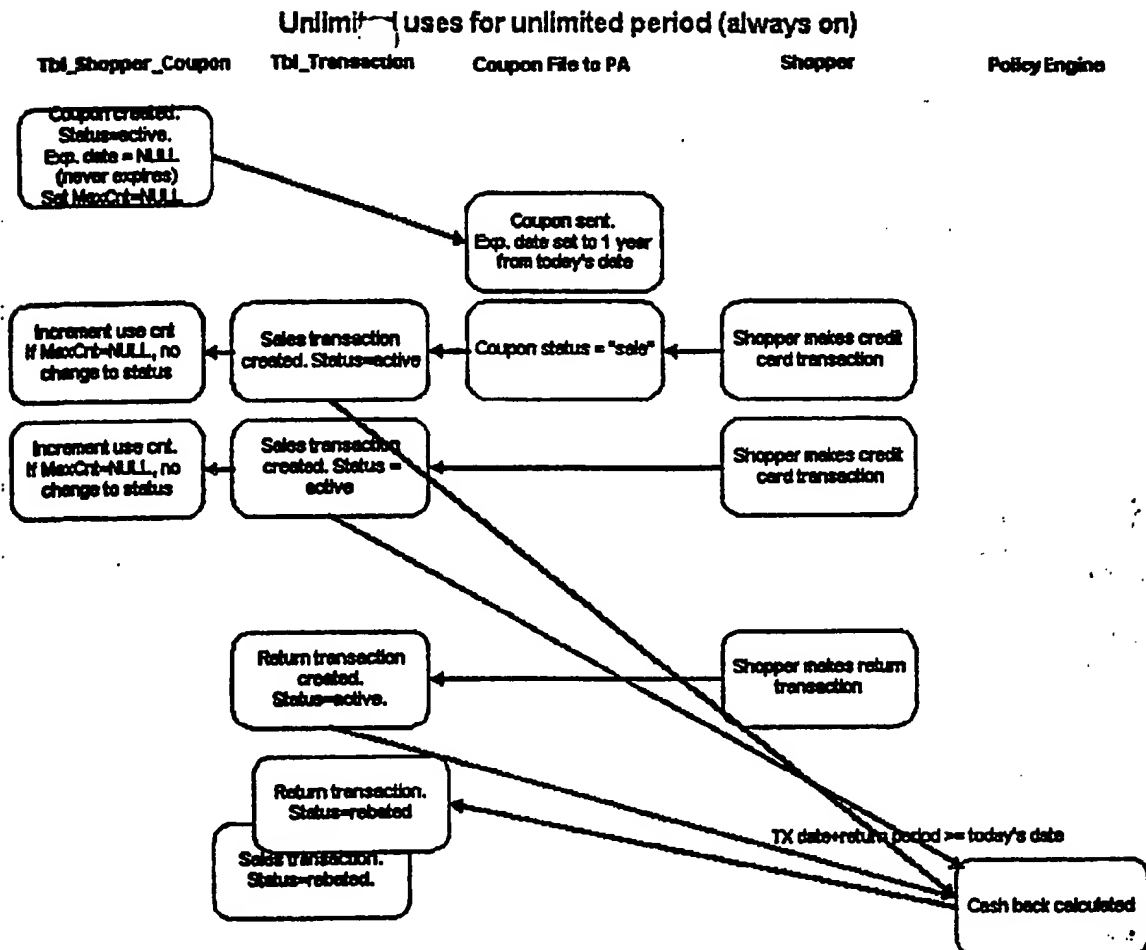 Unlimited uses for unlimited period (always on)
Tbl_Shopper_Coupon
Tbl_Transaction
Coupon File to PA
Shopper
Policy Engine
Coupon created.
Status=active.
Exp. date = NULL
(never expires)
Set MaxCnt=NULL
Coupon sent.
Exp. date set to 1 year
from today's date
Increment use cnt
If MaxCnt=NULL, no
change to status
Sales transaction
created. Status=active
Coupon status = "sale"
Shopper makes credit
card transaction
Increment use cnt.
If MaxCnt=NULL, no
change to status
Sales transaction
created. Status =
active
Shopper makes credit
card transaction
Return transaction
created.
Status=active.
Shopper makes return
transaction
Return transaction.
Status=rebated
TX date+return period >= today's date
Sales transaction.
Status=rebated.
Cash back calculated